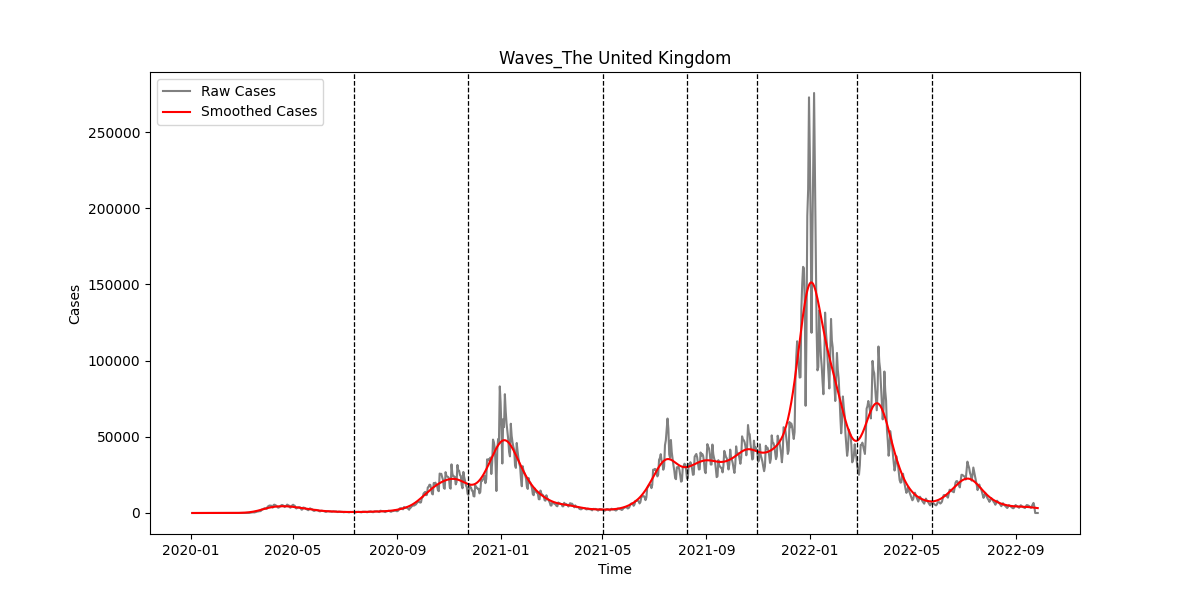 Waves_The United Kingdom
Raw Cases
Smoothed Cases
250000
200000
150000
100000
50000
0
Cases
2020-01 2020-05 2020-09 2021-01 2021-05 2021-09 2022-01 2022-05 2022-09
Time